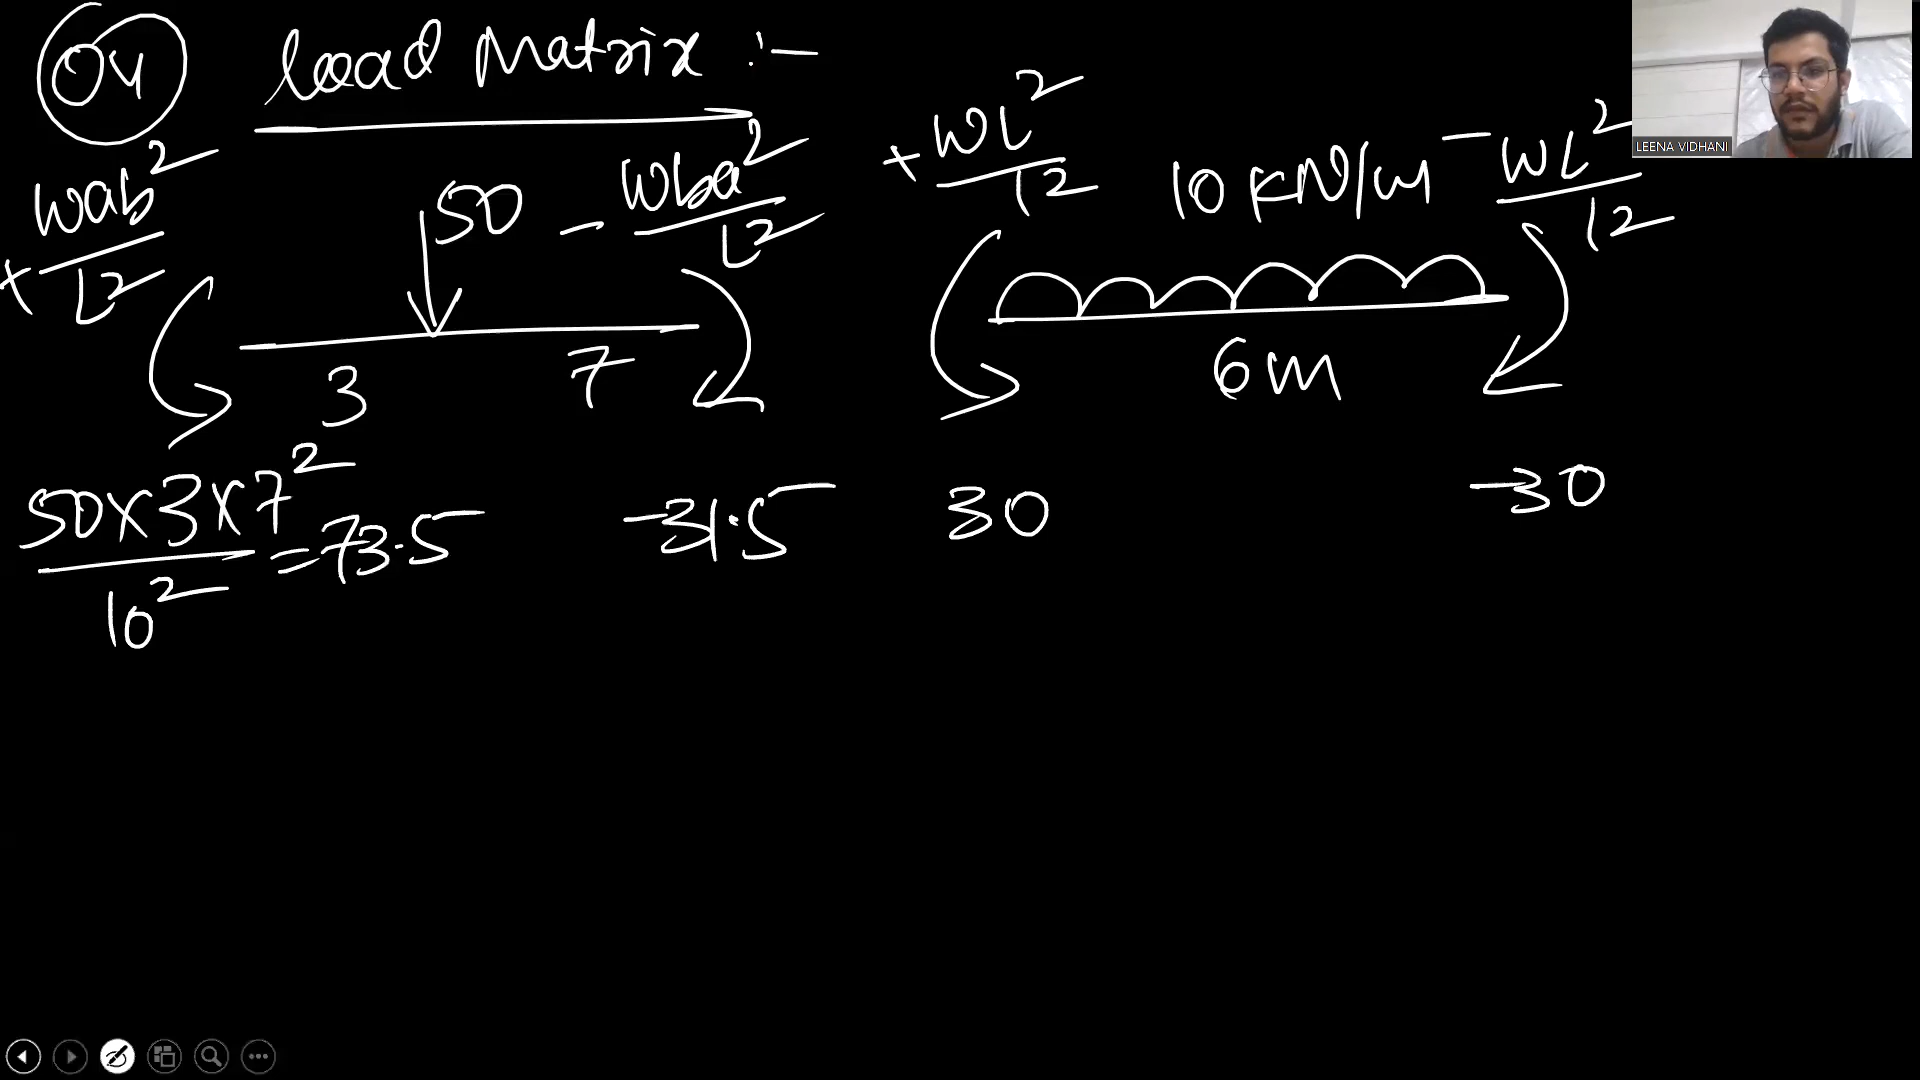 04 Load Matrix :-
+ wab²/L²
50
- wba²/L²
3 7
50×3×7²/10² = 73.5
-31.5
+ WL²/12
10 KN/m
- WL²/12
6m
30
-30
LEENA VIDHANI